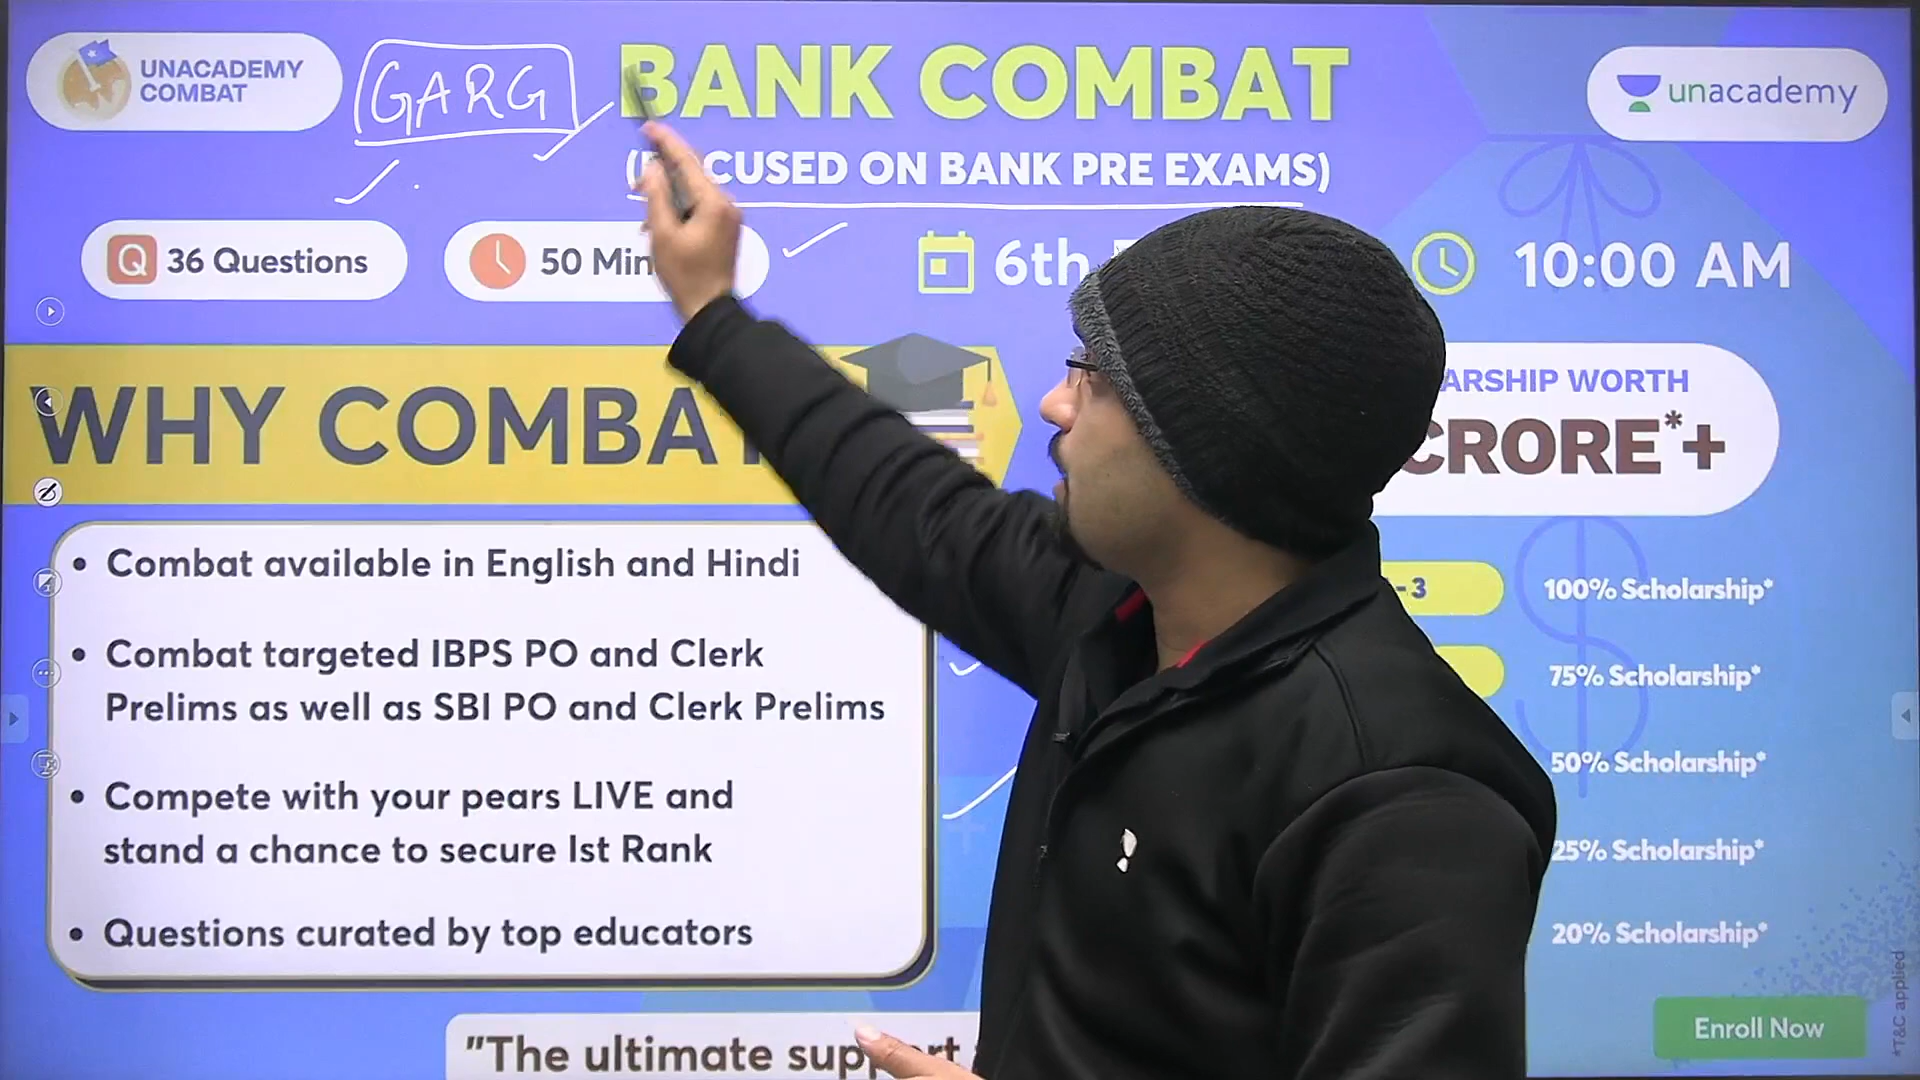 UNACADEMY
COMBAT
GARG
BANK COMBAT
unacademy
CUSED ON BANK PRE EXAMS)
36 Questions
50 Min
6th
10:00 AM
WHY COMBAT
ARSHIP WORTH
CRORE*+
• Combat available in English and Hindi
• Combat targeted IBPS PO and Clerk
Prelims as well as SBI PO and Clerk Prelims
• Compete with your pears LIVE and
stand a chance to secure Ist Rank
• Questions curated by top educators
- 3
100% Scholarship*
75% Scholarship*
50% Scholarship*
25% Scholarship*
20% Scholarship*
"The ultimate support
Enroll Now
*T&C applied